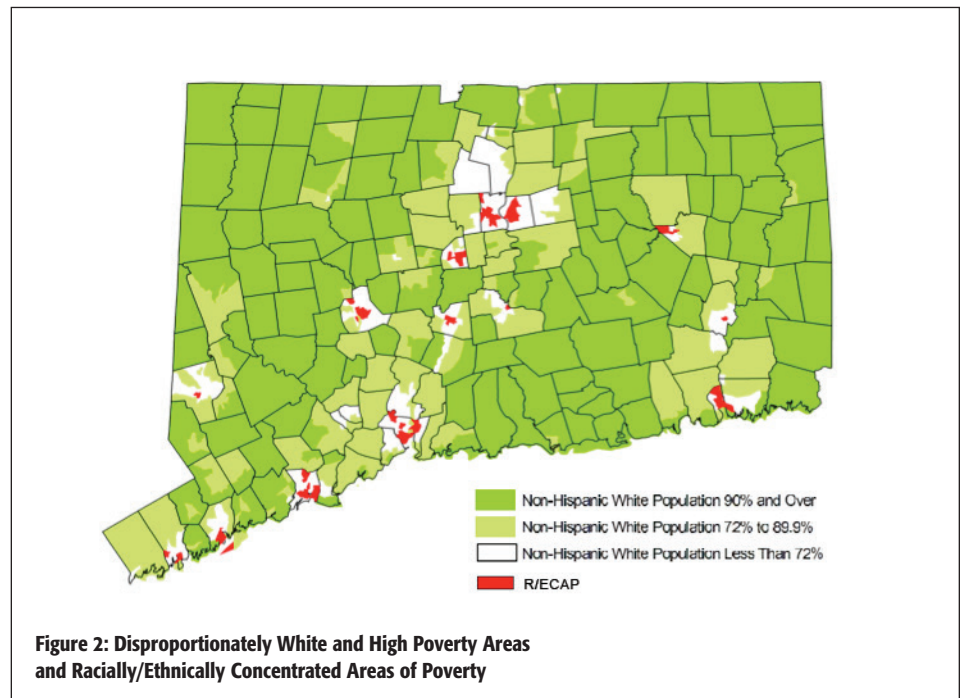 Non-Hispanic White Population 90% and Over
Non-Hispanic White Population 72% to 89.9%
Non-Hispanic White Population Less Than 72%
R/ECAP
Figure 2: Disproportionately White and High Poverty Areas
and Racially/Ethnically Concentrated Areas of Poverty